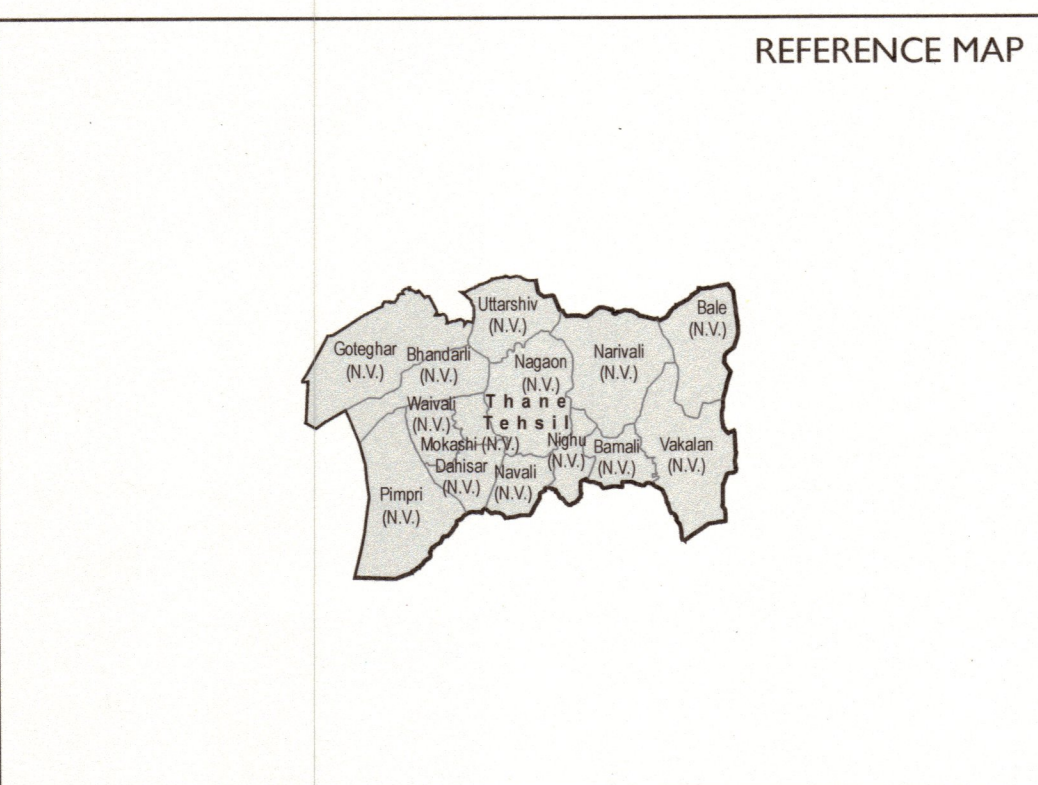 REFERENCE MAP
Uttarshiv
(N.V.)
Bale
(N.V.)
Goteghar
(N.V.)
Bhandarli
(N.V.)
Nagaon
(N.V.)
Narivali
(N.V.)
Waivali
(N.V.)
Thane
Tehsil
Mokashi (N.V.)
Nighu
(N.V.)
Bamali
(N.V.)
Vakalan
(N.V.)
Dahisar
(N.V.)
Navali
(N.V.)
Pimpri
(N.V.)